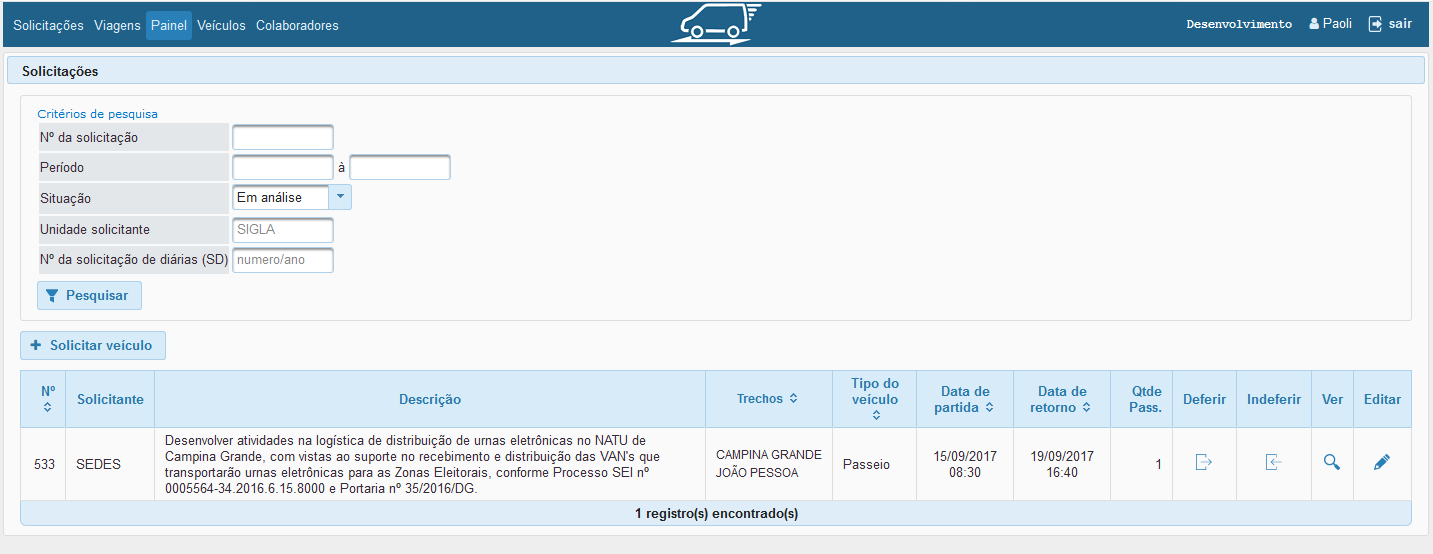 Solicitações Viagens Painel Veículos Colaboradores Desenvolvimento Paoli sair
Solicitações
Critérios de pesquisa
Nº da solicitação
Período à
Situação Em análise
Unidade solicitante SIGLA
Nº da solicitação de diárias (SD) numero/ano
Pesquisar
Solicitar veículo
Nº Solicitante Descrição Trechos Tipo do veículo Data de partida Data de retorno Qtde Pass. Deferir Indeferir Ver Editar
533 SEDES
Desenvolver atividades na logística de distribuição de urnas eletrônicas no NATU de
Campina Grande, com vistas ao suporte no recebimento e distribuição das VAN's que
transportarão urnas eletrônicas para as Zonas Eleitorais, conforme Processo SEI nº
0005564-34.2016.6.15.8000 e Portaria nº 35/2016/DG.
CAMPINA GRANDE
JOÃO PESSOA
Passeio
15/09/2017
08:30
19/09/2017
16:40
1
1 registro(s) encontrado(s)